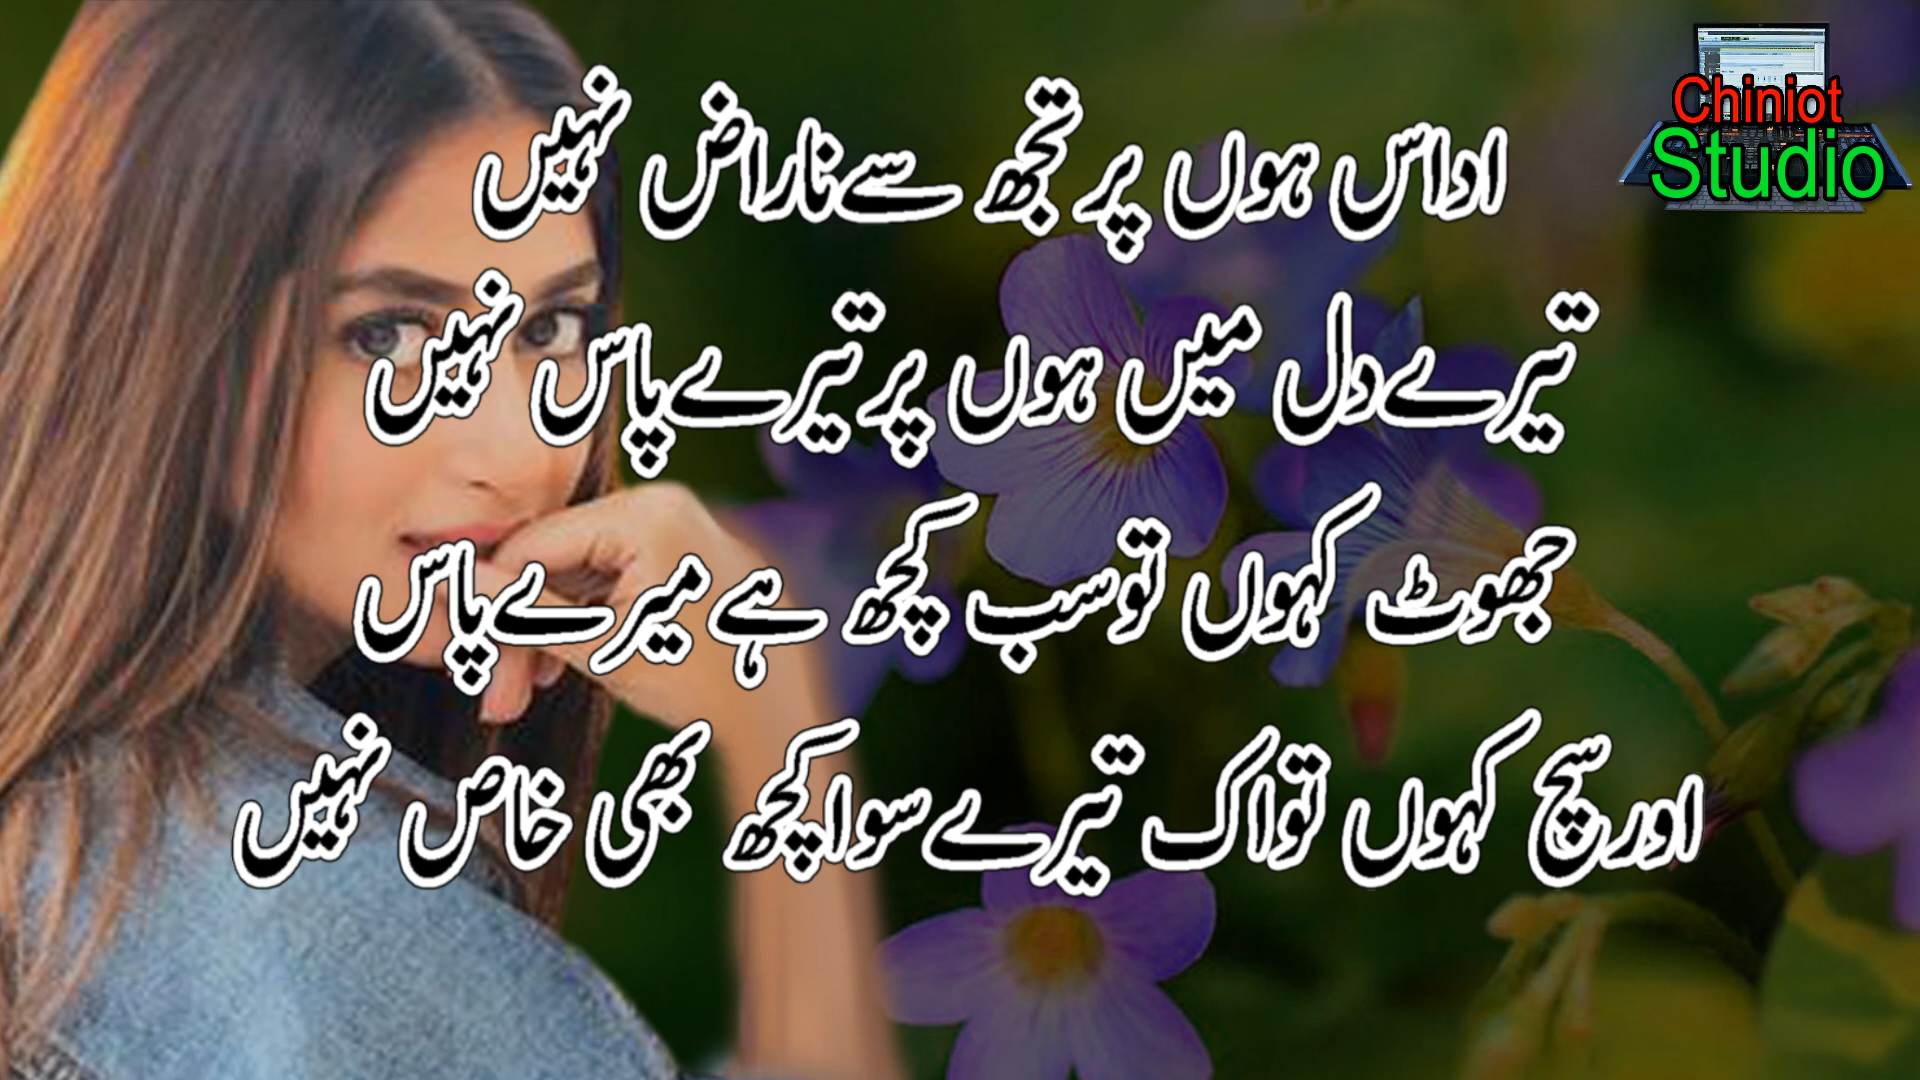 Chiniot
Studio
اداس ہوں پر تجھ سے ناراض نہیں
تیرے دل میں ہوں پر تیرے پاس نہیں
جھوٹ کہوں تو سب کچھ ہے میرے پاس
اور سچ کہوں تو اک تیرے سوا کچھ بھی خاص نہیں